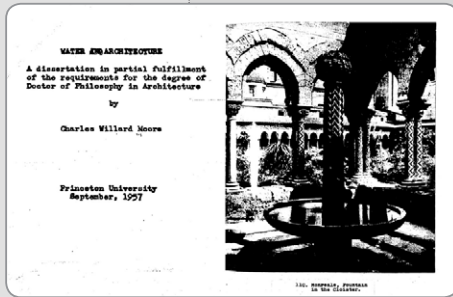 WATER AND ARCHITECTURE
A dissertation in partial fulfillment
of the requirements for the degree of
Doctor of Philosophy in Architecture
by
Charles Willard Moore
Princeton University
September, 1957
Monreale, Fountain
in the Cloister.